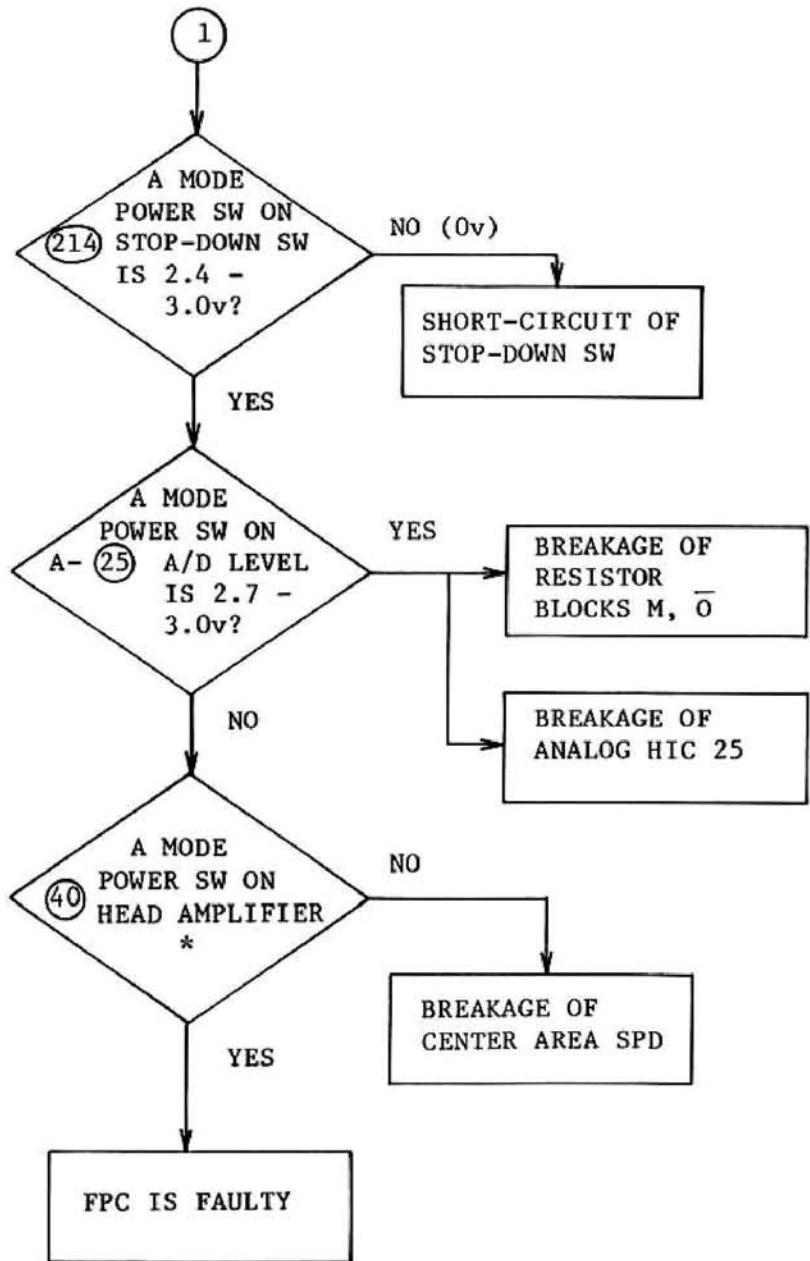 1
A MODE
POWER SW ON
214 STOP-DOWN SW
IS 2.4 -
3.0v?
NO (0v)
SHORT-CIRCUIT OF
STOP-DOWN SW
YES
A MODE
POWER SW ON
A- 25 A/D LEVEL
IS 2.7 -
3.0v?
YES
BREAKAGE OF
RESISTOR
BLOCKS M, O̅
BREAKAGE OF
ANALOG HIC 25
NO
A MODE
POWER SW ON
40 HEAD AMPLIFIER
*
NO
BREAKAGE OF
CENTER AREA SPD
YES
FPC IS FAULTY